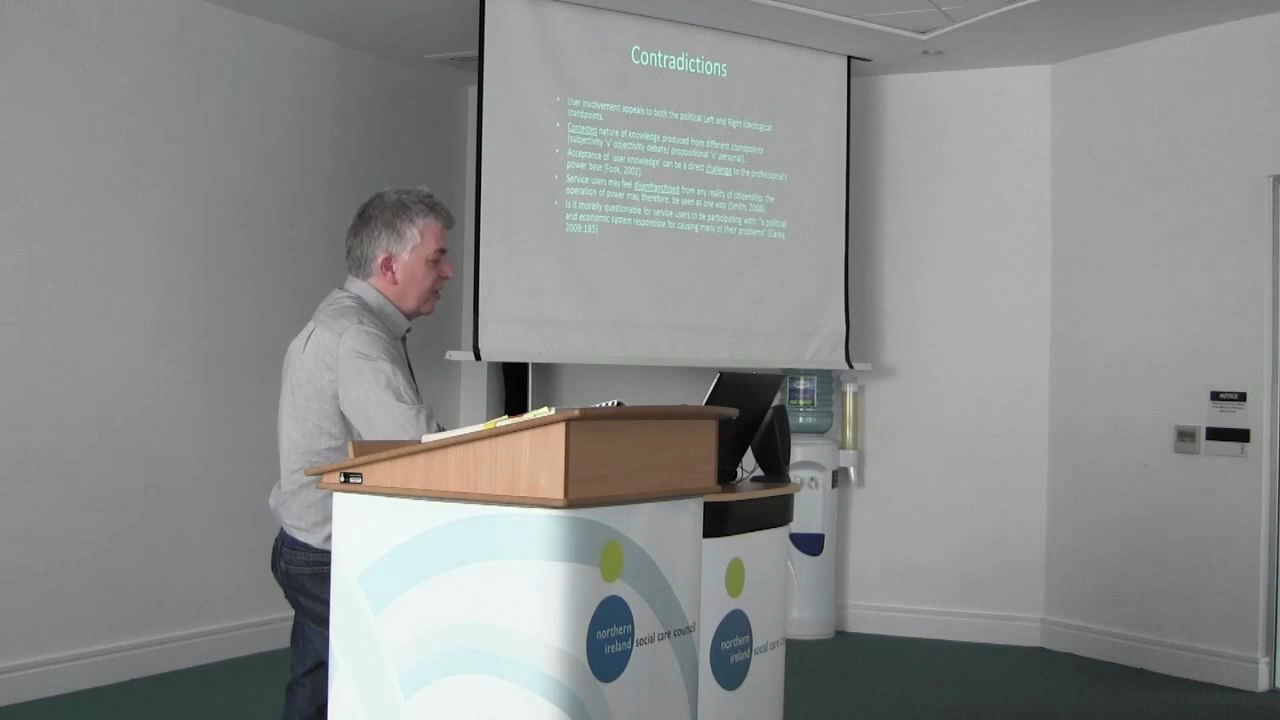 Contradictions
• User involvement appeals to both the political Left and Right ideological
standpoints.
• Contested nature of knowledge produced from different standpoints
(subjectivity 'v' objectivity debate/ propositional 'v' personal).
• Acceptance of 'user knowledge' can be a direct challenge to the professional's
power base (Fook, 2002).
• Service users may feel disenfranchised from any reality of citizenship, the
operation of power may, therefore, be seen as one way (Smith, 2008).
• Is it morally questionable for service users to be participating with: "a political
and economic system responsible for causing many of their problems" (Carey,
2009:185)
NOTICE
northern
ireland social care council
northern
ireland social care